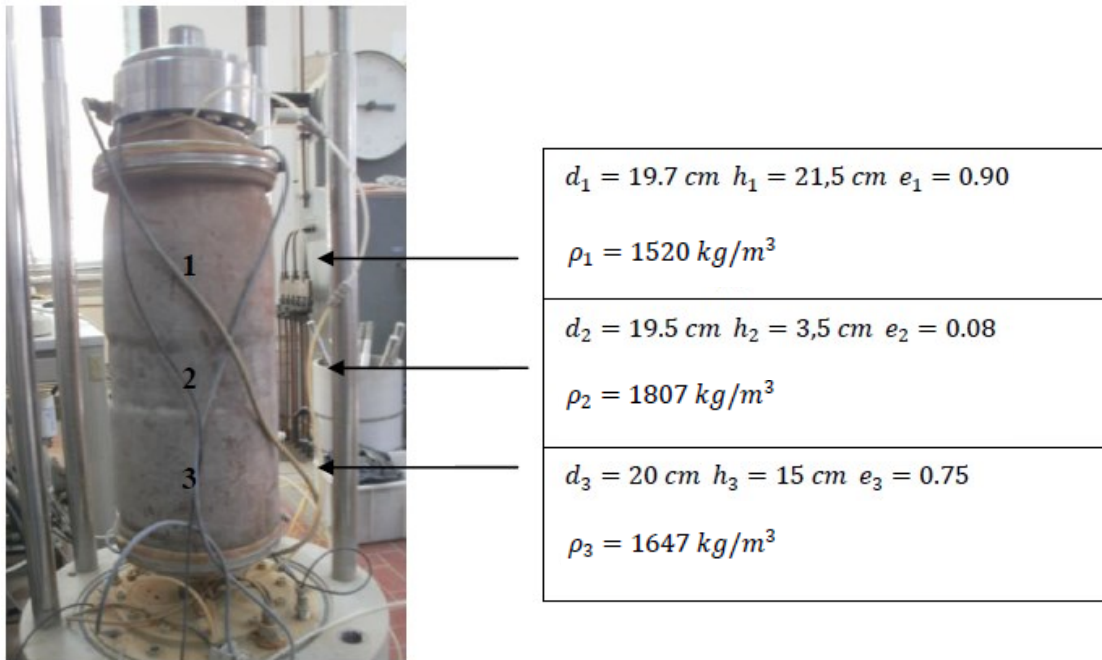 1
2
3
d₁ = 19.7 cm h₁ = 21,5 cm e₁ = 0.90
ρ₁ = 1520 kg/m³
d₂ = 19.5 cm h₂ = 3,5 cm e₂ = 0.08
ρ₂ = 1807 kg/m³
d₃ = 20 cm h₃ = 15 cm e₃ = 0.75
ρ₃ = 1647 kg/m³